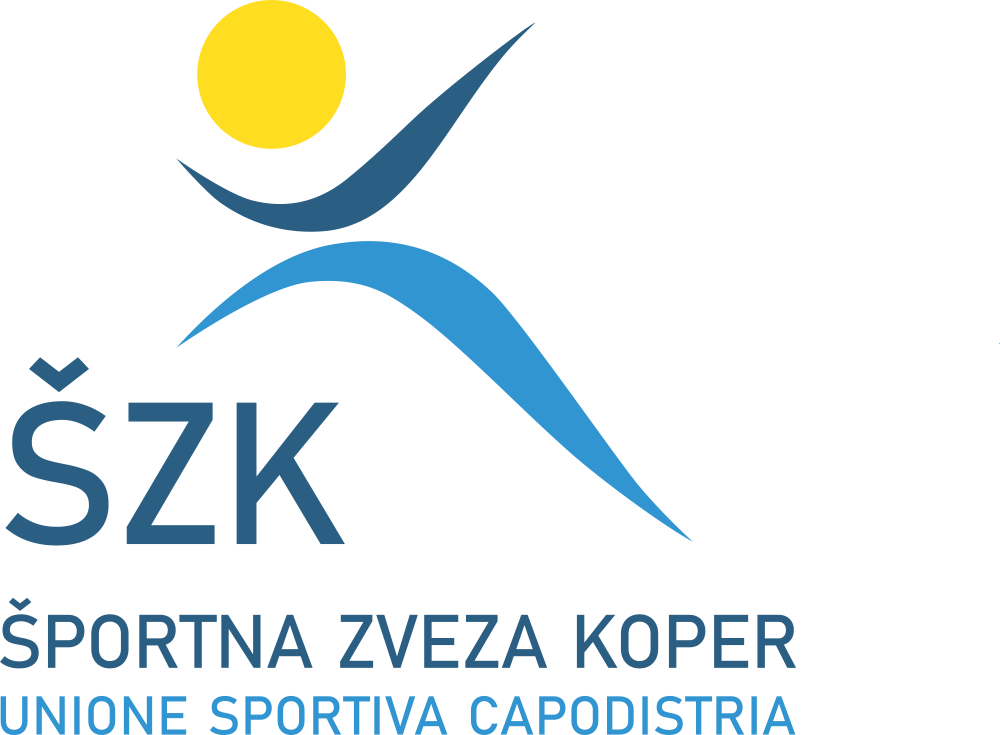 ŠZK
ŠPORTNA ZVEZA KOPER
UNIONE SPORTIVA CAPODISTRIA